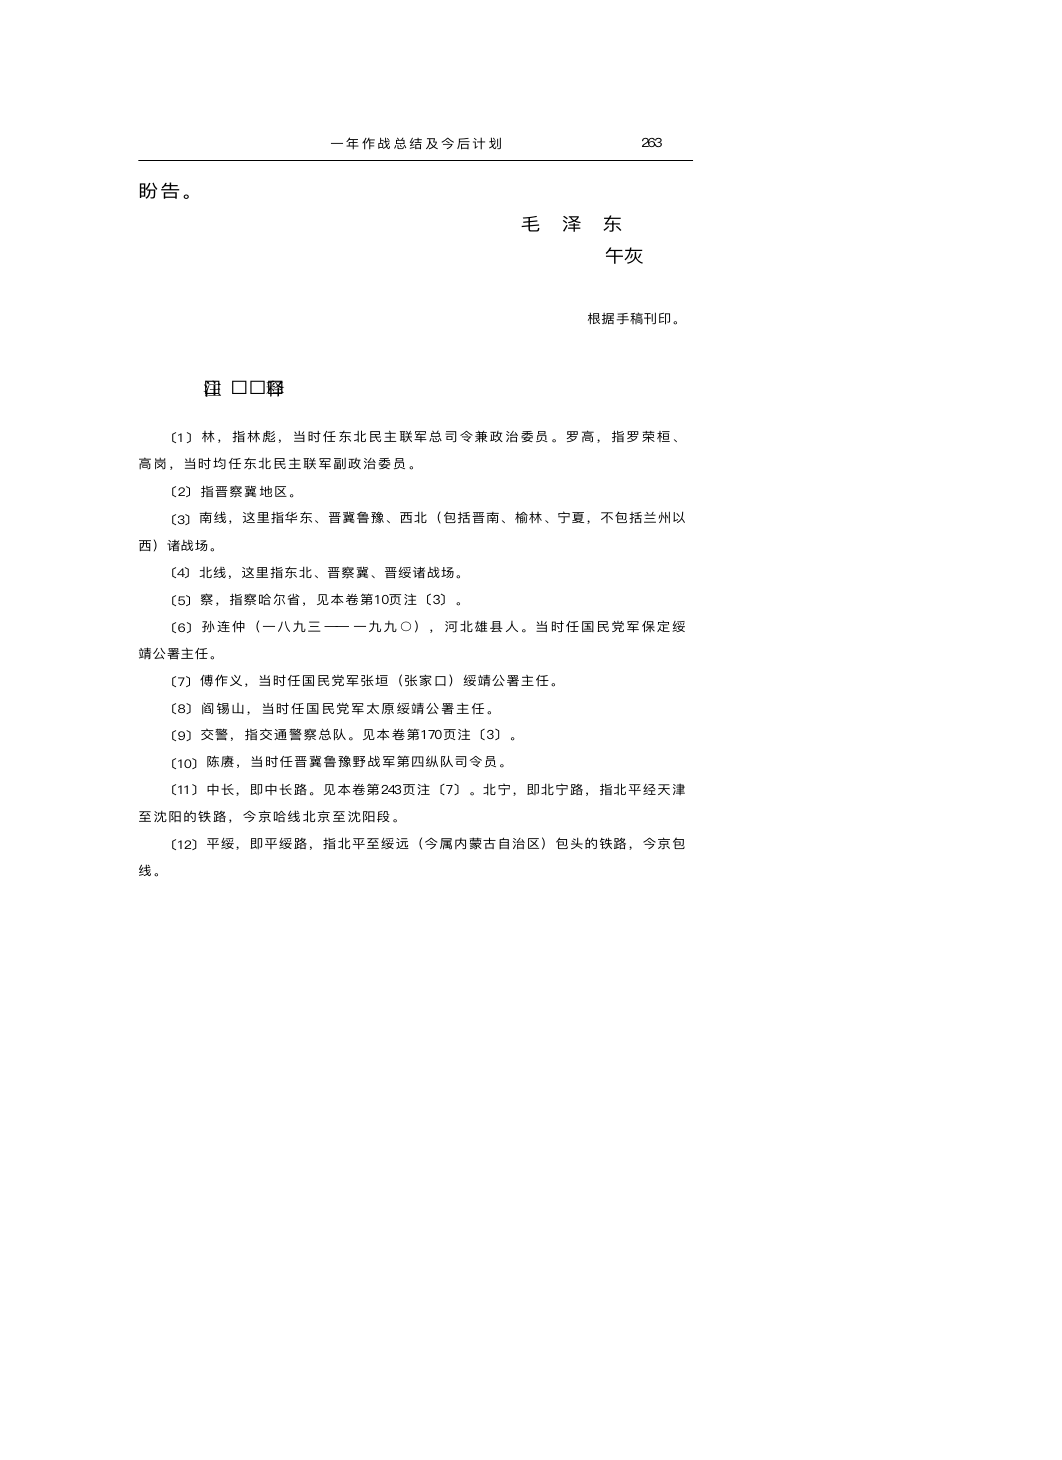 一年作战总结及今后计划 263
盼告。
毛 泽 东
午灰
根据手稿刊印。
注 □□释
〔1〕林，指林彪，当时任东北民主联军总司令兼政治委员。罗高，指罗荣桓、
高岗，当时均任东北民主联军副政治委员。
〔2〕指晋察冀地区。
〔3〕南线，这里指华东、晋冀鲁豫、西北（包括晋南、榆林、宁夏，不包括兰州以
西）诸战场。
〔4〕北线，这里指东北、晋察冀、晋绥诸战场。
〔5〕察，指察哈尔省，见本卷第10页注〔3〕。
〔6〕孙连仲（一八九三——一九九○），河北雄县人。当时任国民党军保定绥
靖公署主任。
〔7〕傅作义，当时任国民党军张垣（张家口）绥靖公署主任。
〔8〕阎锡山，当时任国民党军太原绥靖公署主任。
〔9〕交警，指交通警察总队。见本卷第170页注〔3〕。
〔10〕陈赓，当时任晋冀鲁豫野战军第四纵队司令员。
〔11〕中长，即中长路。见本卷第243页注〔7〕。北宁，即北宁路，指北平经天津
至沈阳的铁路，今京哈线北京至沈阳段。
〔12〕平绥，即平绥路，指北平至绥远（今属内蒙古自治区）包头的铁路，今京包
线。